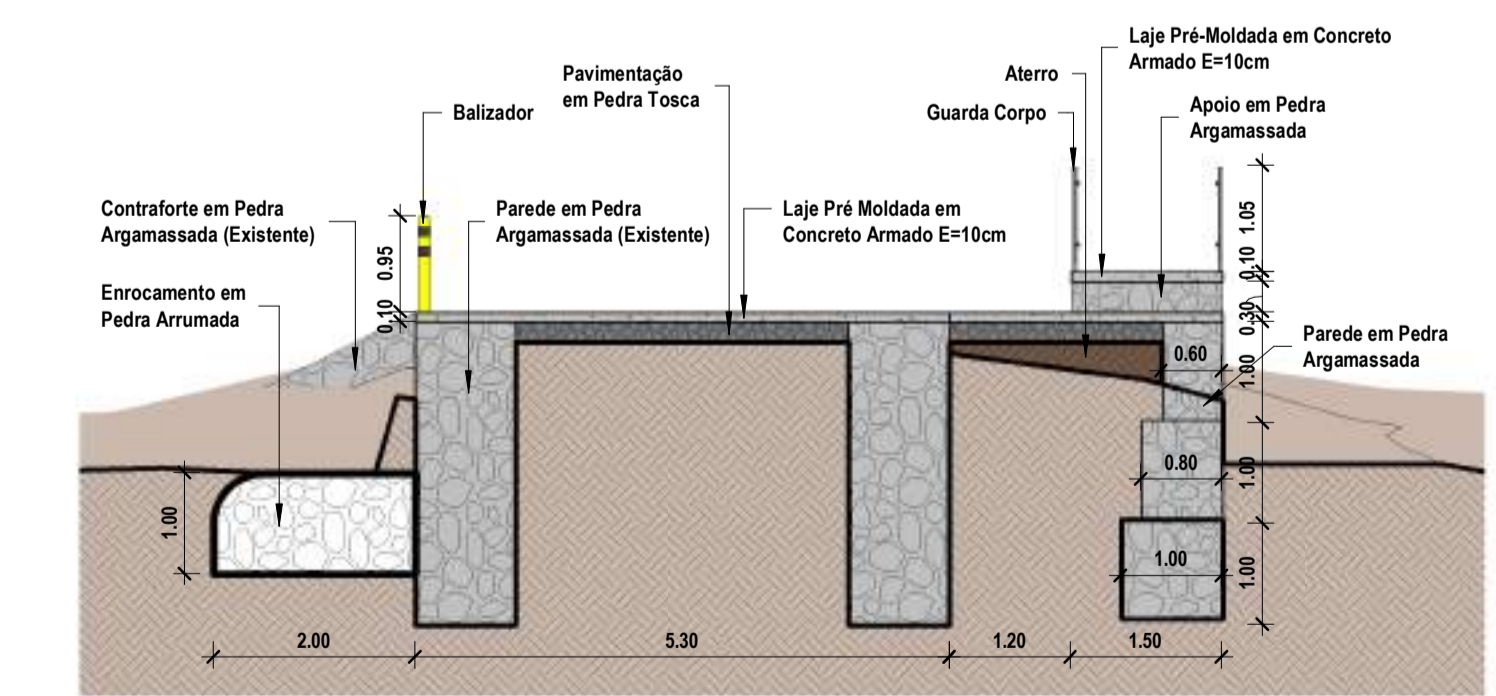 Laje Pré-Moldada em Concreto
Armado E=10cm
Pavimentação
em Pedra Tosca
Aterro
Balizador
Guarda Corpo
Apoio em Pedra
Argamassada
Contraforte em Pedra
Argamassada (Existente)
Parede em Pedra
Argamassada (Existente)
Laje Pré Moldada em
Concreto Armado E=10cm
Enrocamento em
Pedra Arrumada
Parede em Pedra
Argamassada
0.95
0.10
1.05
0.10
0.30
1.00
0.60
0.80
1.00
1.00
1.00
1.00
2.00
5.30
1.20
1.50